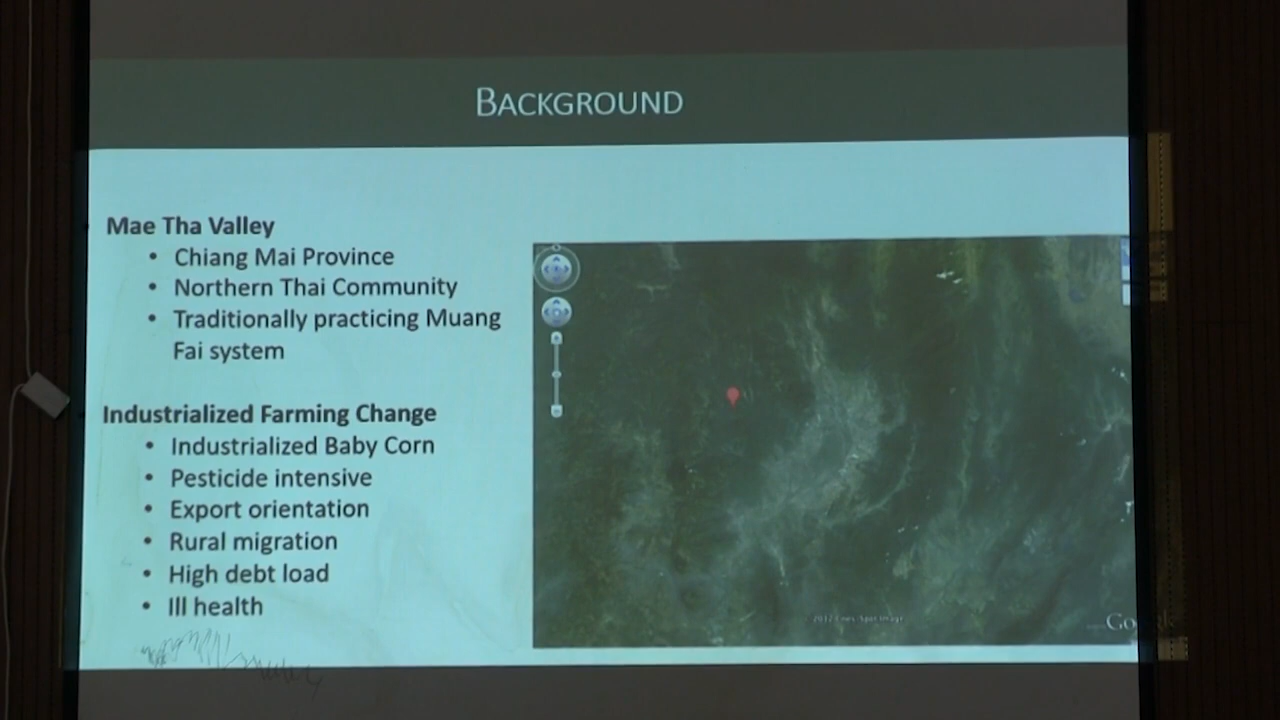 BACKGROUND
Mae Tha Valley
• Chiang Mai Province
• Northern Thai Community
• Traditionally practicing Muang
Fai system
Industrialized Farming Change
• Industrialized Baby Corn
• Pesticide intensive
• Export orientation
• Rural migration
• High debt load
• Ill health